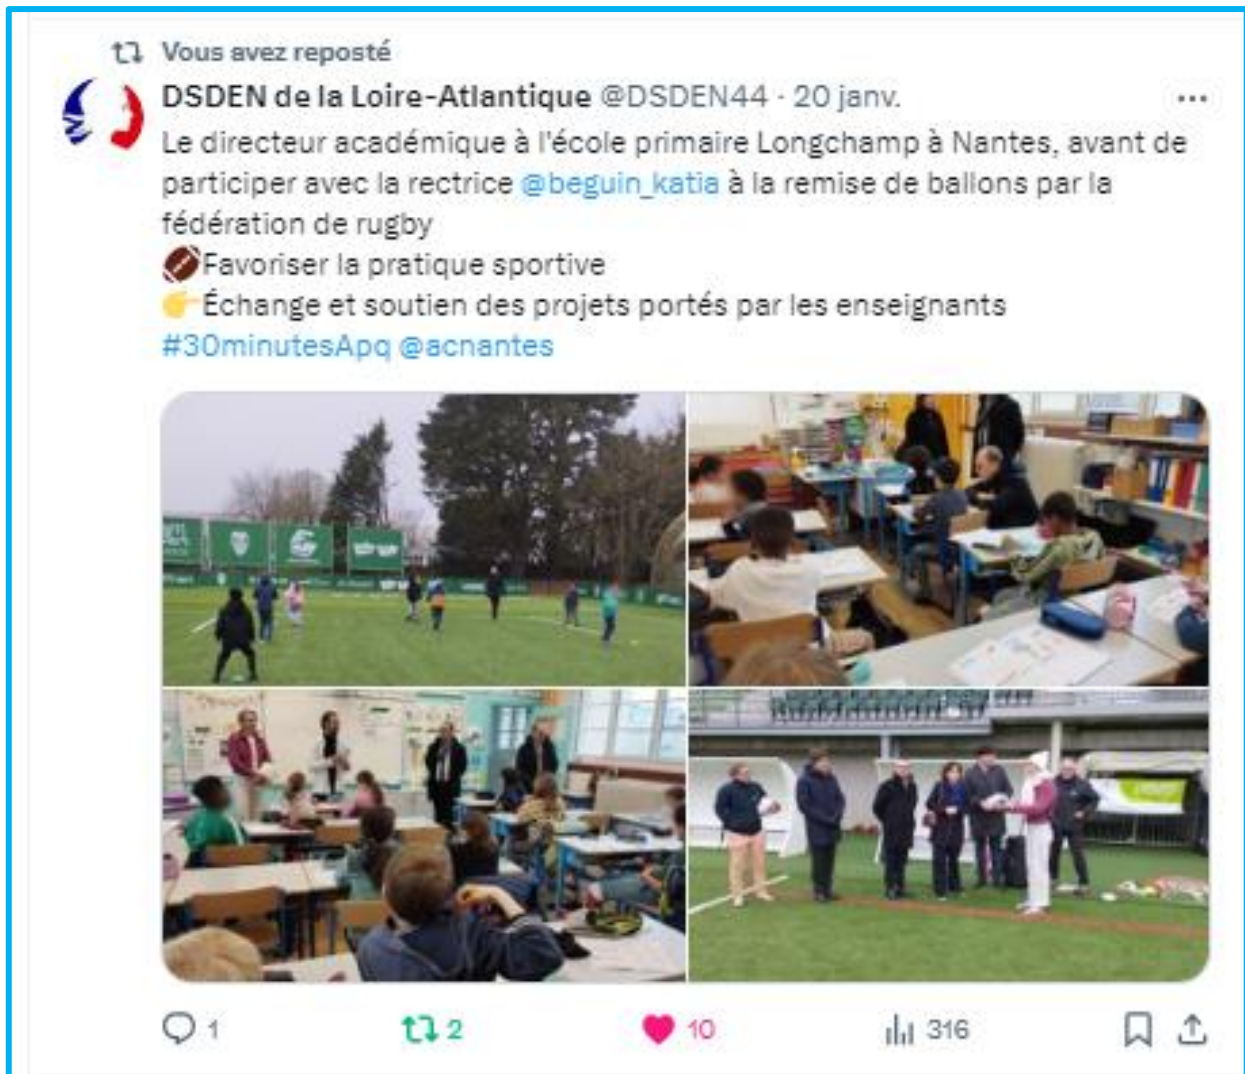 Vous avez reposté
DSDEN de la Loire-Atlantique @DSDEN44 · 20 janv.
Le directeur académique à l'école primaire Longchamp à Nantes, avant de
participer avec la rectrice @beguin_katia à la remise de ballons par la
fédération de rugby
🏈Favoriser la pratique sportive
👉Échange et soutien des projets portés par les enseignants
#30minutesApq @acnantes
1 2 10 316